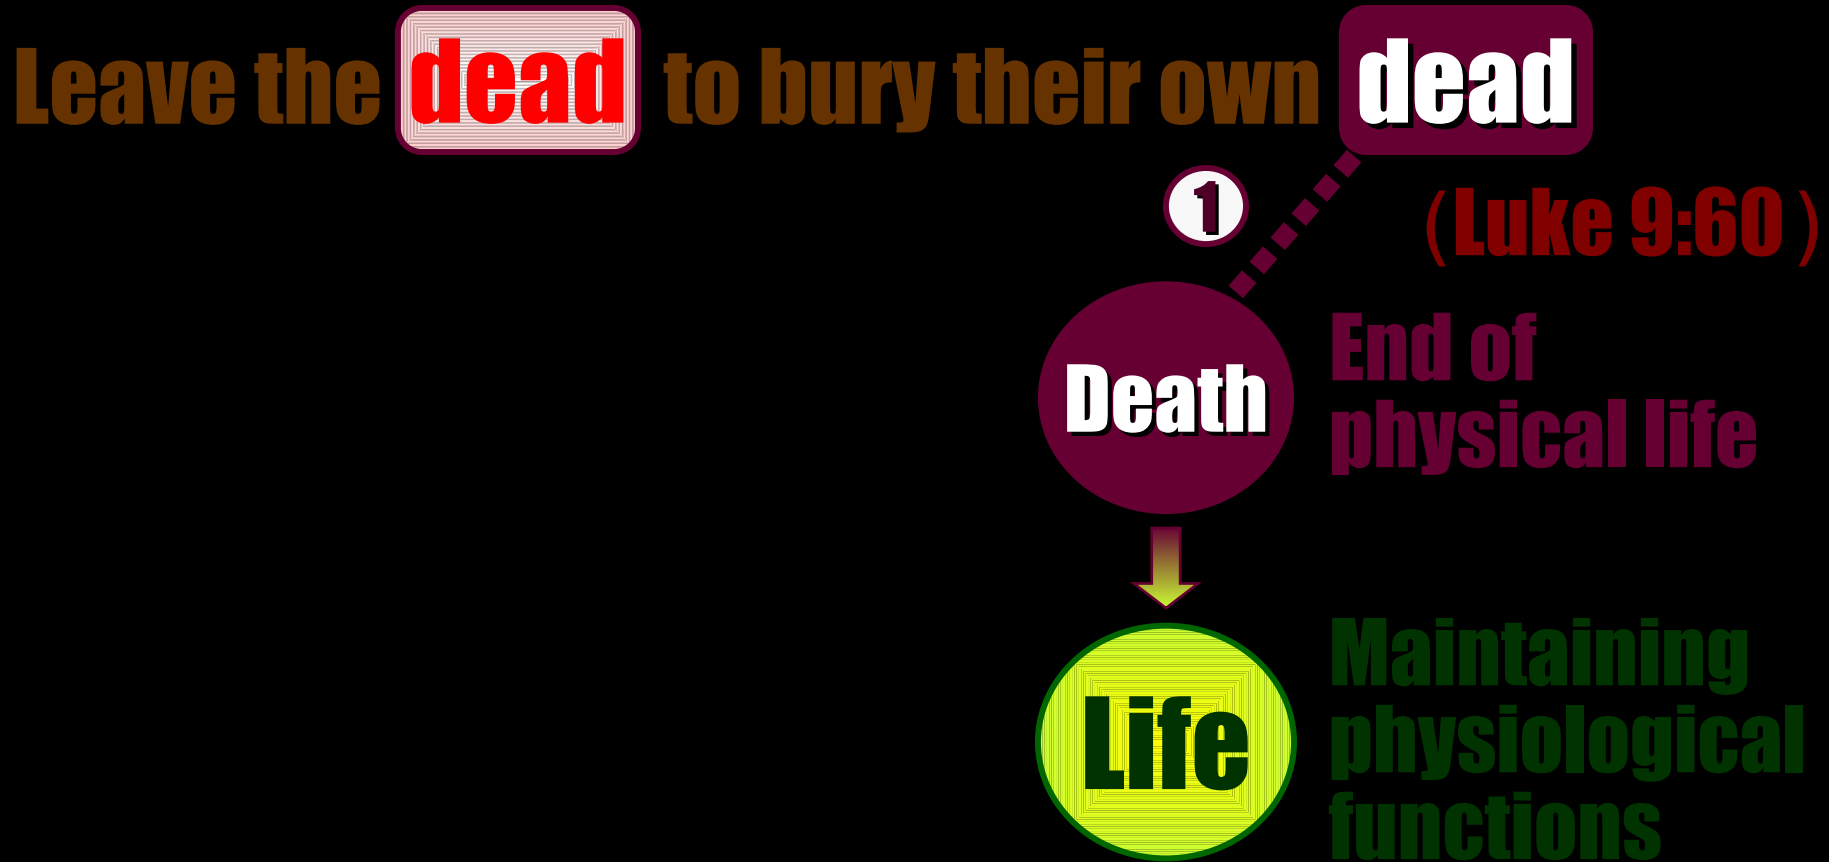 Leave the dead to bury their own dead
1
(Luke 9:60)
End of
physical life
Death
Maintaining
physiological
functions
Life